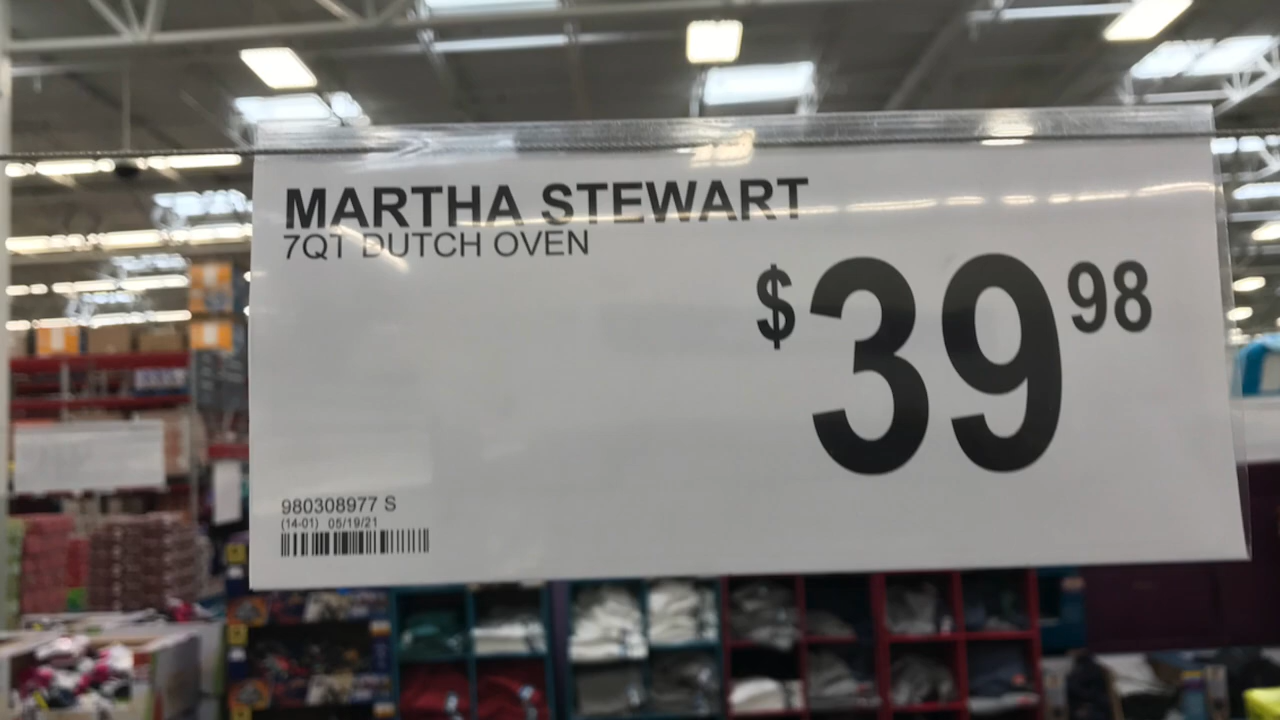 MARTHA STEWART
7QT DUTCH OVEN
$39 98
980308977 S
(14-01) 05/19/21